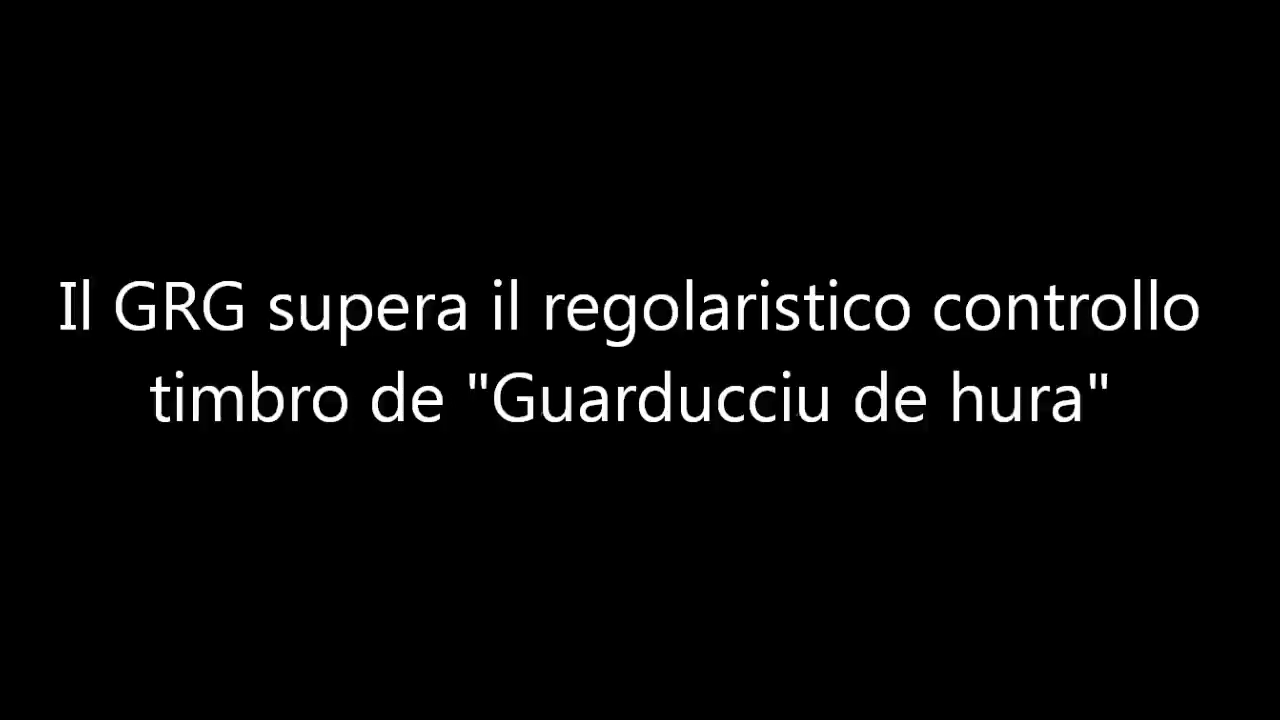 Il GRG supera il regolaristico controllo
timbro de "Guarducciu de hura"